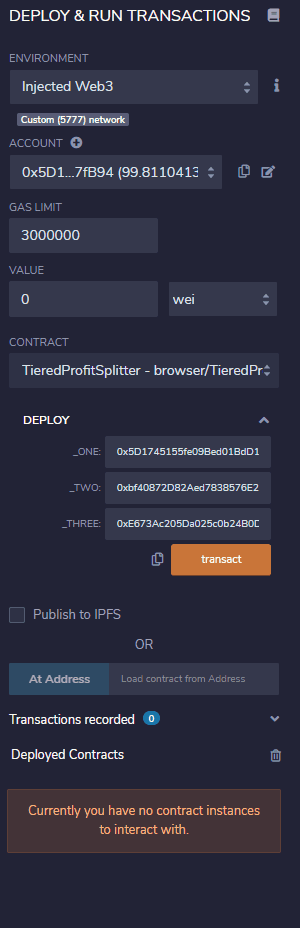 DEPLOY & RUN TRANSACTIONS
ENVIRONMENT
Injected Web3
Custom (5777) network
ACCOUNT
0x5D1...7fB94 (99.8110413
GAS LIMIT
3000000
VALUE
0 wei
CONTRACT
TieredProfitSplitter - browser/TieredPr
DEPLOY
_ONE: 0x5D1745155fe09Bed01BdD1
_TWO: 0xbf40872D82Aed7838576E2
_THREE: 0xE673Ac205Da025c0b24B0D
transact
Publish to IPFS
OR
At Address Load contract from Address
Transactions recorded 0
Deployed Contracts
Currently you have no contract instances
to interact with.